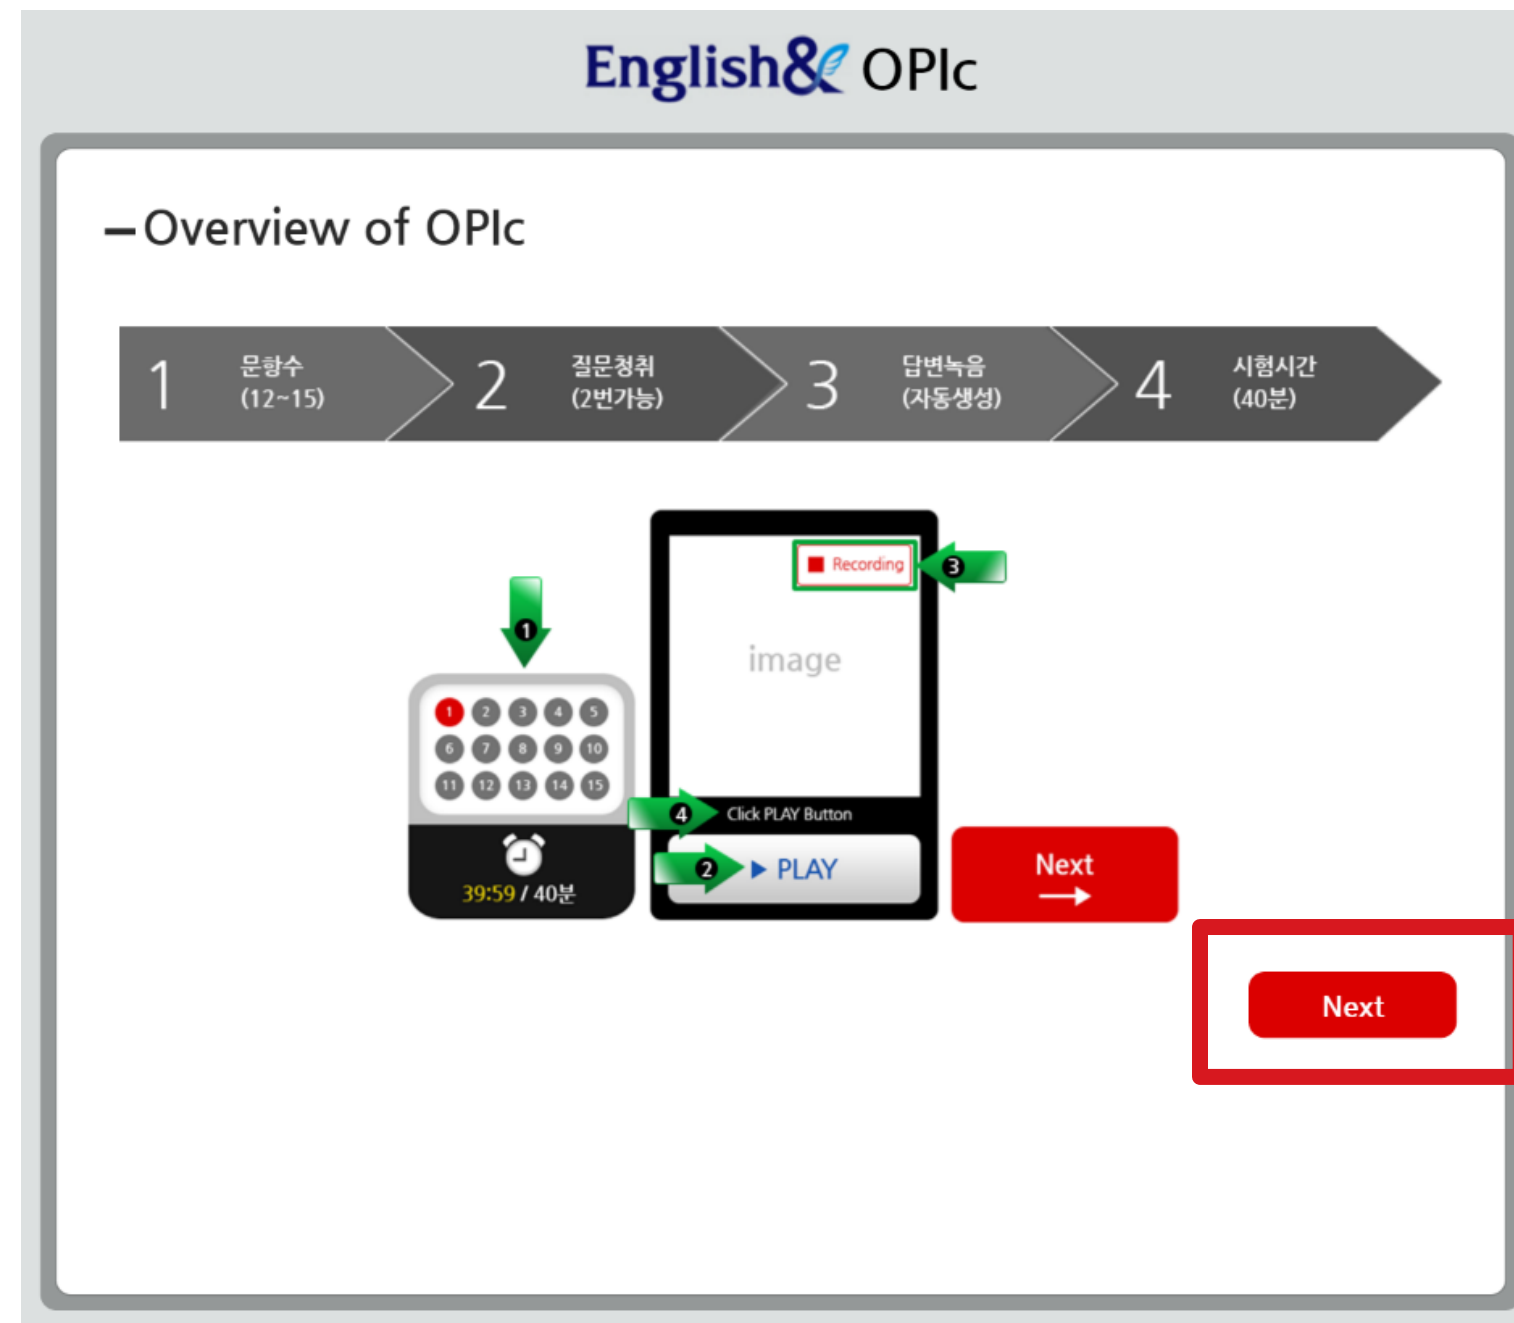 English& OPIc
Overview of OPIc
1 문항수
(12~15)
2 질문청취
(2번가능)
3 답변녹음
(자동생성)
4 시험시간
(40분)
Recording
3
1
image
1 2 3 4 5
6 7 8 9 10
11 12 13 14 15
4 Click PLAY Button
2 ▶ PLAY
39:59 / 40분
Next
Next